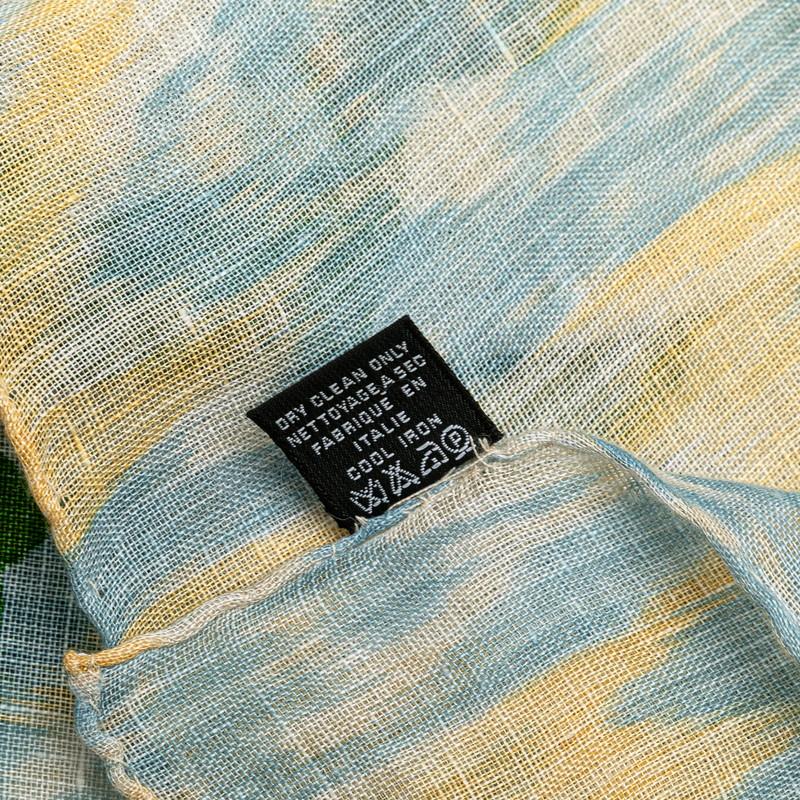 DRY CLEAN ONLY
NETTOYAGE A SEC
FABRIQUE EN
ITALIE
COOL IRON
P